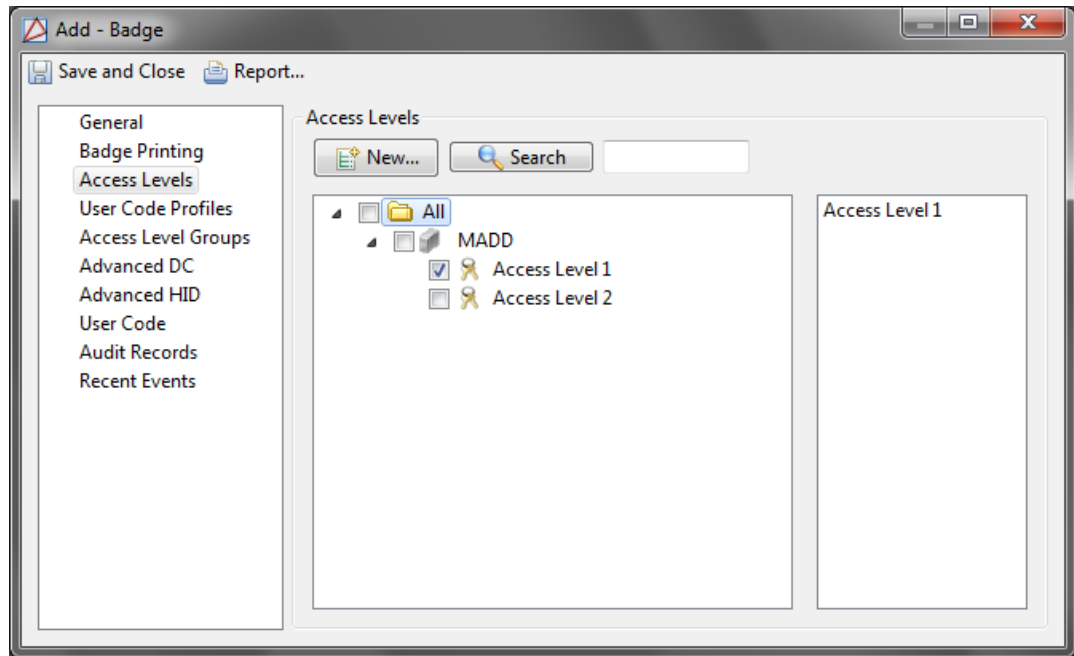 Add - Badge
Save and Close Report...
General
Badge Printing
Access Levels
User Code Profiles
Access Level Groups
Advanced DC
Advanced HID
User Code
Audit Records
Recent Events
Access Levels
New... Search
All
MADD
Access Level 1
Access Level 2
Access Level 1